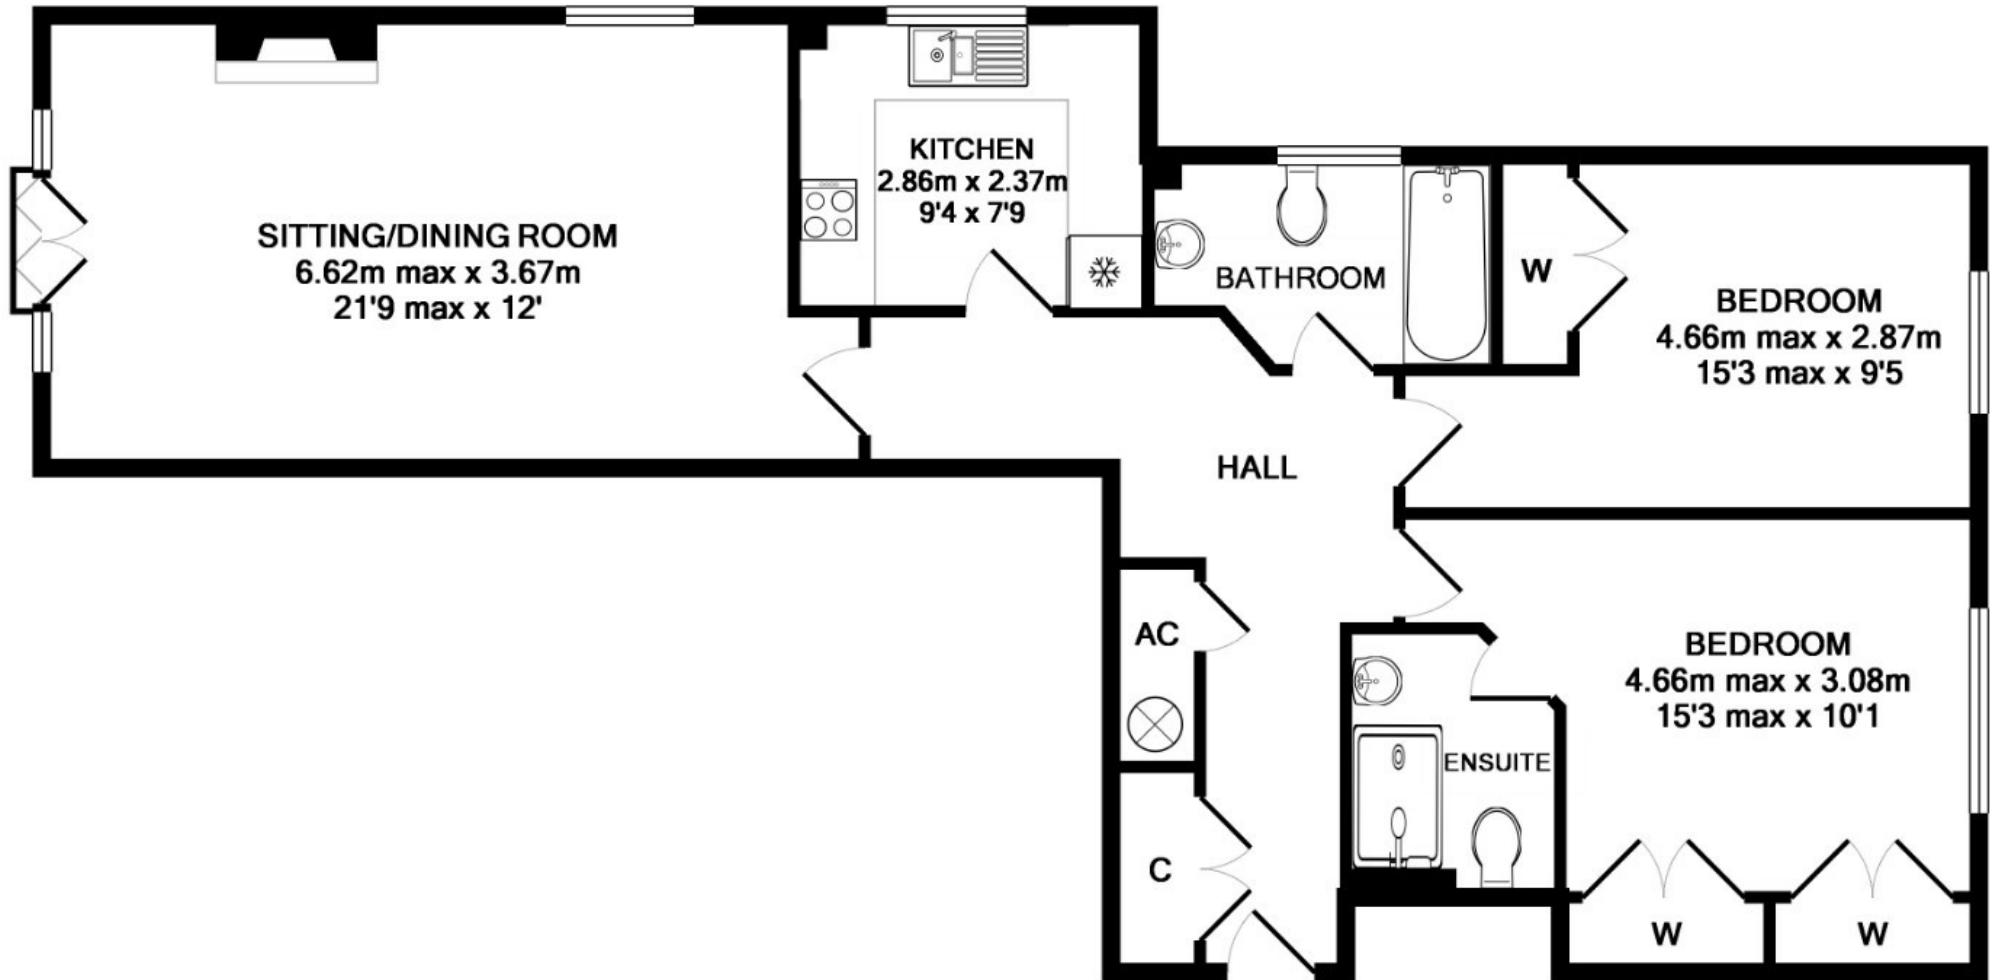 SITTING/DINING ROOM
6.62m max x 3.67m
21'9 max x 12'
KITCHEN
2.86m x 2.37m
9'4 x 7'9
BATHROOM
W
BEDROOM
4.66m max x 2.87m
15'3 max x 9'5
HALL
AC
C
ENSUITE
BEDROOM
4.66m max x 3.08m
15'3 max x 10'1
W
W